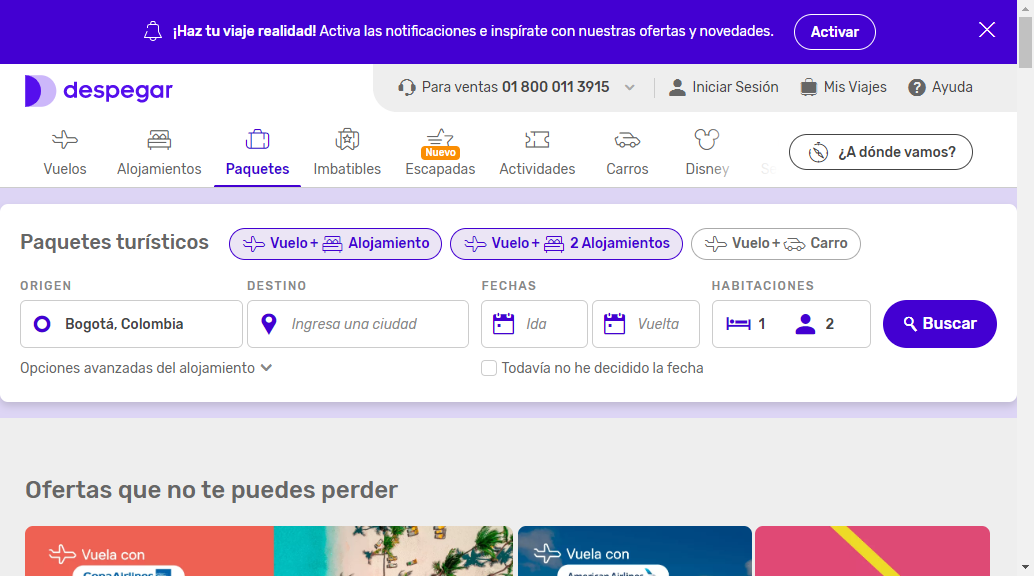 ¡Haz tu viaje realidad! Activa las notificaciones e inspírate con nuestras ofertas y novedades. Activar
despegar
Para ventas 01 800 011 3915 Iniciar Sesión Mis Viajes Ayuda
Vuelos Alojamientos Paquetes Imbatibles Nuevo Escapadas Actividades Carros Disney
¿A dónde vamos?
Paquetes turísticos Vuelo + Alojamiento Vuelo + 2 Alojamientos Vuelo + Carro
ORIGEN DESTINO FECHAS HABITACIONES
Bogotá, Colombia Ingresa una ciudad Ida Vuelta 1 2 Buscar
Opciones avanzadas del alojamiento Todavía no he decidido la fecha
Ofertas que no te puedes perder
Vuela con Vuela con
CopaAirlines American Airlines